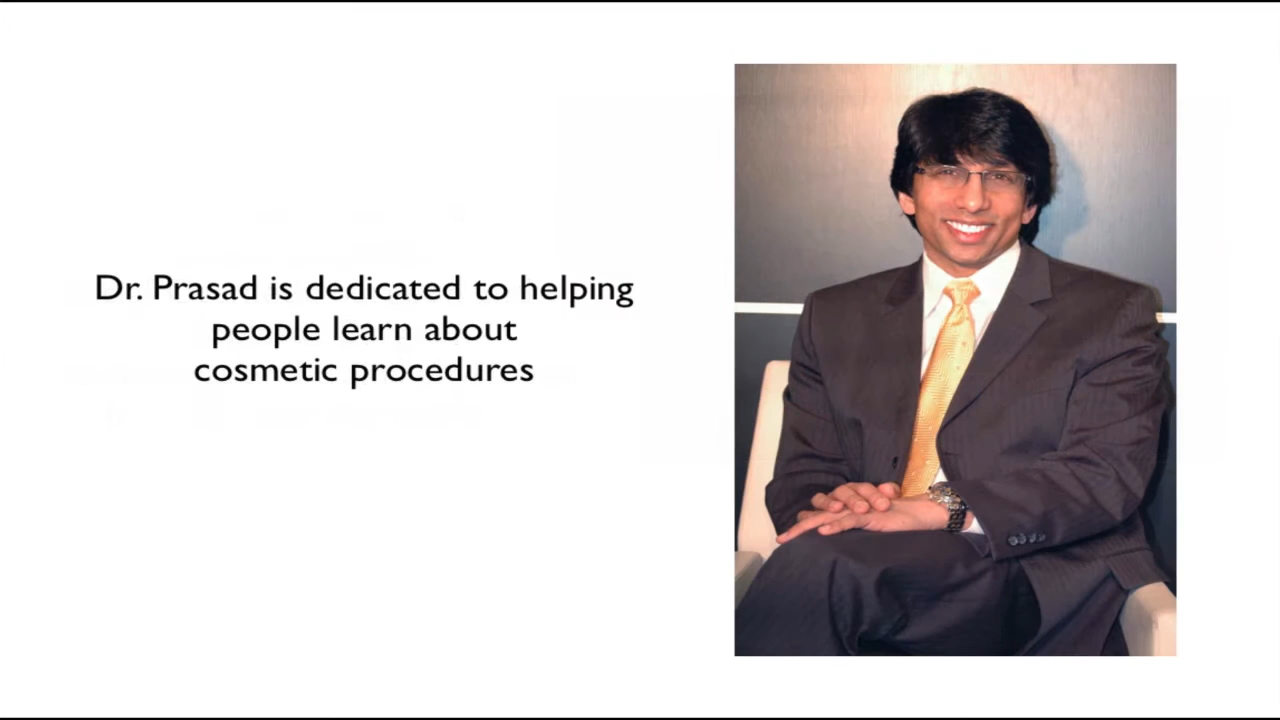 Dr. Prasad is dedicated to helping
people learn about
cosmetic procedures